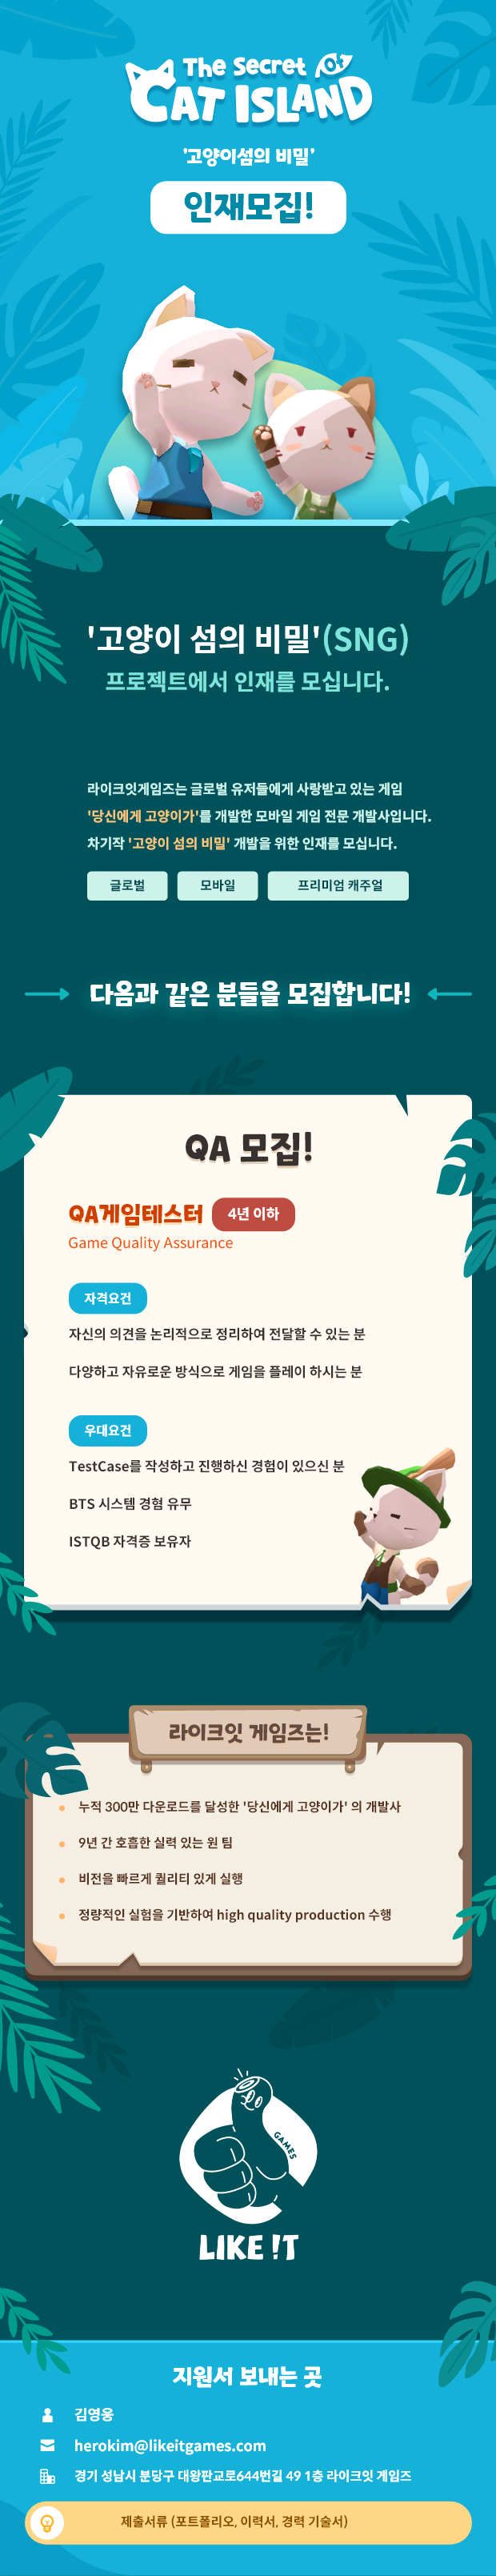 The Secret Of
CAT ISLAND
'고양이섬의 비밀'
인재모집!
'고양이 섬의 비밀'(SNG)
프로젝트에서 인재를 모십니다.
라이크잇게임즈는 글로벌 유저들에게 사랑받고 있는 게임
'당신에게 고양이가'를 개발한 모바일 게임 전문 개발사입니다.
차기작 '고양이 섬의 비밀' 개발을 위한 인재를 모십니다.
글로벌 모바일 프리미엄 캐주얼
다음과 같은 분들을 모집합니다!
QA 모집!
QA게임테스터 4년 이하
Game Quality Assurance
자격요건
자신의 의견을 논리적으로 정리하여 전달할 수 있는 분
다양하고 자유로운 방식으로 게임을 플레이 하시는 분
우대요건
TestCase를 작성하고 진행하신 경험이 있으신 분
BTS 시스템 경험 유무
ISTQB 자격증 보유자
라이크잇 게임즈는!
누적 300만 다운로드를 달성한 '당신에게 고양이가' 의 개발사
9년 간 호흡한 실력 있는 원 팀
비전을 빠르게 퀄리티 있게 실행
정량적인 실험을 기반하여 high quality production 수행
GAMES
LIKE !T
지원서 보내는 곳
김영웅
herokim@likeitgames.com
경기 성남시 분당구 대왕판교로644번길 49 1층 라이크잇 게임즈
제출서류 (포트폴리오, 이력서, 경력 기술서)